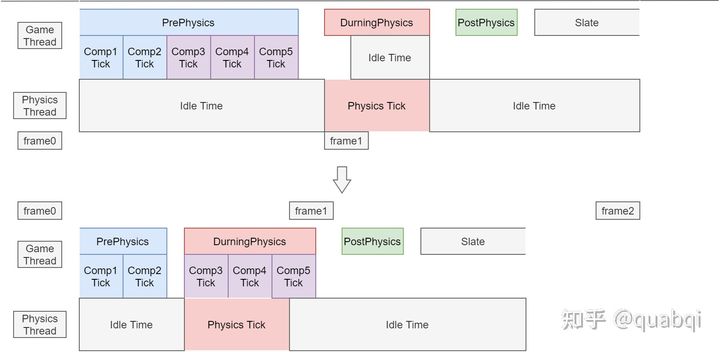 PrePhysics
DurningPhysics
PostPhysics
Slate
Game
Thread
Comp1
Tick
Comp2
Tick
Comp3
Tick
Comp4
Tick
Comp5
Tick
Idle Time
Physics
Thread
Idle Time
Physics Tick
Idle Time
frame0
frame1
frame0
frame1
frame2
Game
Thread
PrePhysics
DurningPhysics
PostPhysics
Slate
Comp1
Tick
Comp2
Tick
Comp3
Tick
Comp4
Tick
Comp5
Tick
Physics
Thread
Idle Time
Physics Tick
Idle Time
知乎 @quabqi